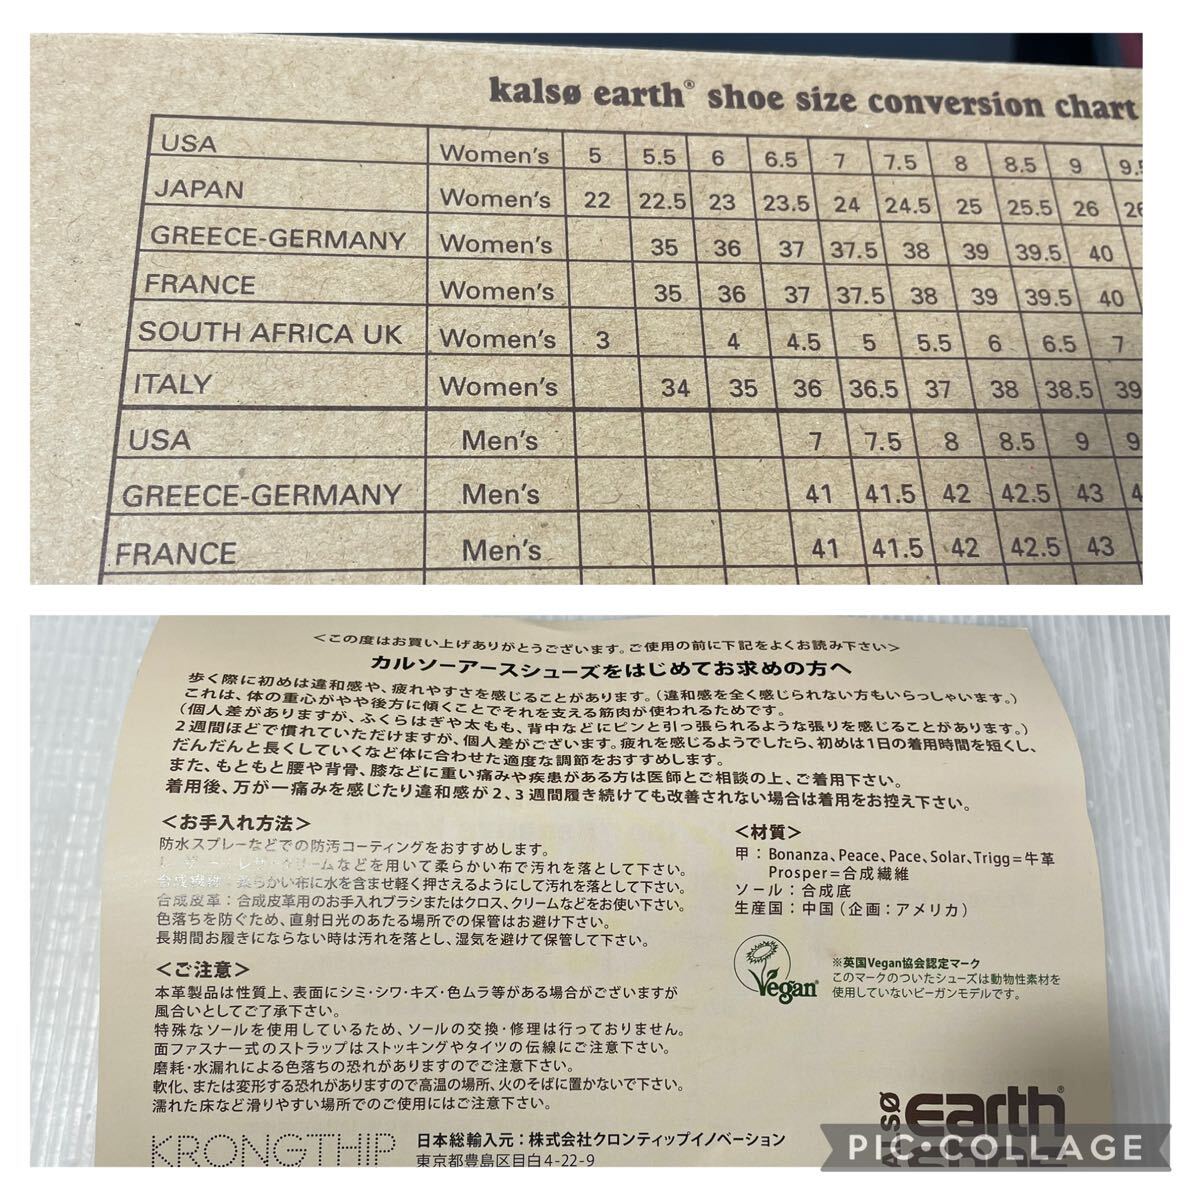 kalsø earth® shoe size conversion chart
USA Women's 5 5.5 6 6.5 7 7.5 8 8.5 9
JAPAN Women's 22 22.5 23 23.5 24 24.5 25 25.5 26
GREECE-GERMANY Women's 35 36 37 37.5 38 39 39.5 40
FRANCE Women's 35 36 37 37.5 38 39 39.5 40
SOUTH AFRICA UK Women's 3 4 4.5 5 5.5 6 6.5 7
ITALY Women's 34 35 36 36.5 37 38 38.5 39
USA Men's 7 7.5 8 8.5 9
GREECE-GERMANY Men's 41 41.5 42 42.5 43
FRANCE Men's 41 41.5 42 42.5 43
<この度はお買い上げありがとうございます。ご使用の前に下記をよくお読み下さい>
カルソーアースシューズをはじめてお求めの方へ
歩く際に初めは違和感や、疲れやすさを感じることがあります。(違和感を全く感じられない方もいらっしゃいます。)
これは、体の重心がやや後方に傾くことでそれを支える筋肉が使われるためです。
(個人差がありますが、ふくらはぎや太もも、背中などにピンと引っ張られるような張りを感じることがあります。)
2週間ほどで慣れていただけますが、個人差がございます。疲れを感じるようでしたら、初めは1日の着用時間を短くし、
だんだんと長くしていくなど体に合わせた適度な調節をおすすめします。
また、もともと腰や背骨、膝などに重い痛みや疾患がある方は医師とご相談の上、ご着用下さい。
着用後、万が一痛みを感じたり違和感が2、3週間履き続けても改善されない場合は着用をお控え下さい。
<お手入れ方法>
防水スプレーなどでの防汚コーティングをおすすめします。
クリームなどを用いて柔らかい布で汚れを落として下さい。
合成繊維：柔らかい布に水を含ませ軽く押さえるようにして汚れを落として下さい。
合成皮革：合成皮革用のお手入れブラシまたはクロス、クリームなどをお使い下さい。
色落ちを防ぐため、直射日光のあたる場所での保管はお避け下さい。
長期間お履きにならない時は汚れを落とし、湿気を避けて保管して下さい。
<ご注意>
本革製品は性質上、表面にシミ・シワ・キズ・色ムラ等がある場合がございますが
風合いとしてご了承下さい。
特殊なソールを使用しているため、ソールの交換・修理は行っておりません。
面ファスナー式のストラップはストッキングやタイツの伝線にご注意下さい。
磨耗・水漏れによる色落ちの恐れがありますのでご注意下さい。
軟化、または変形する恐れがありますので高温の場所、火のそばに置かないで下さい。
濡れた床など滑りやすい場所でのご使用にはご注意下さい。
<材質>
甲：Bonanza、Peace、Pace、Solar、Trigg=牛革
Prosper=合成繊維
ソール：合成底
生産国：中国(企画：アメリカ)
Vegan
※英国Vegan協会認定マーク
このマークのついたシューズは動物性素材を
使用していないビーガンモデルです。
KRONGTHIP
日本総輸入元：株式会社クロンティップイノベーション
東京都豊島区目白4-22-9
earth®
PIC•COLLAGE